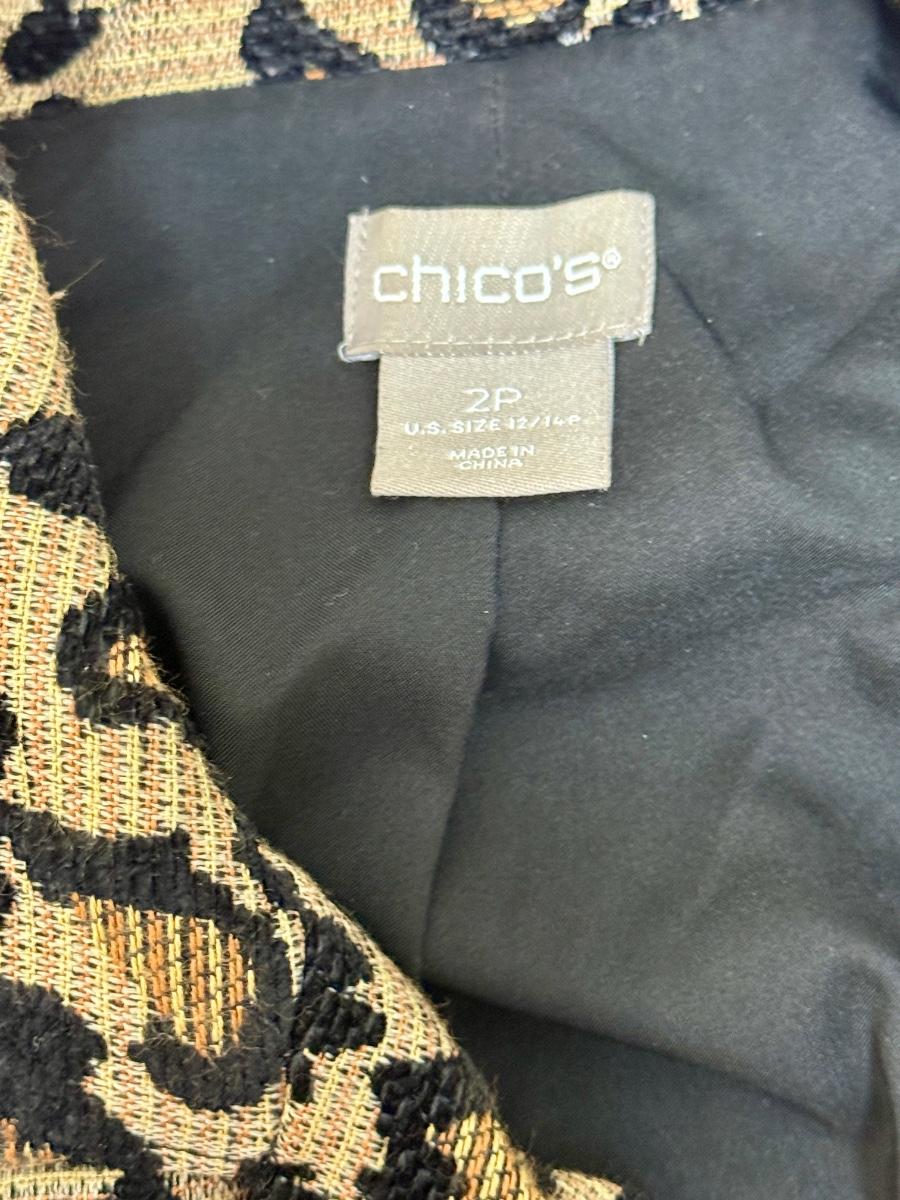 chico's®
2P
U.S. SIZE 12/14P
MADE IN
CHINA